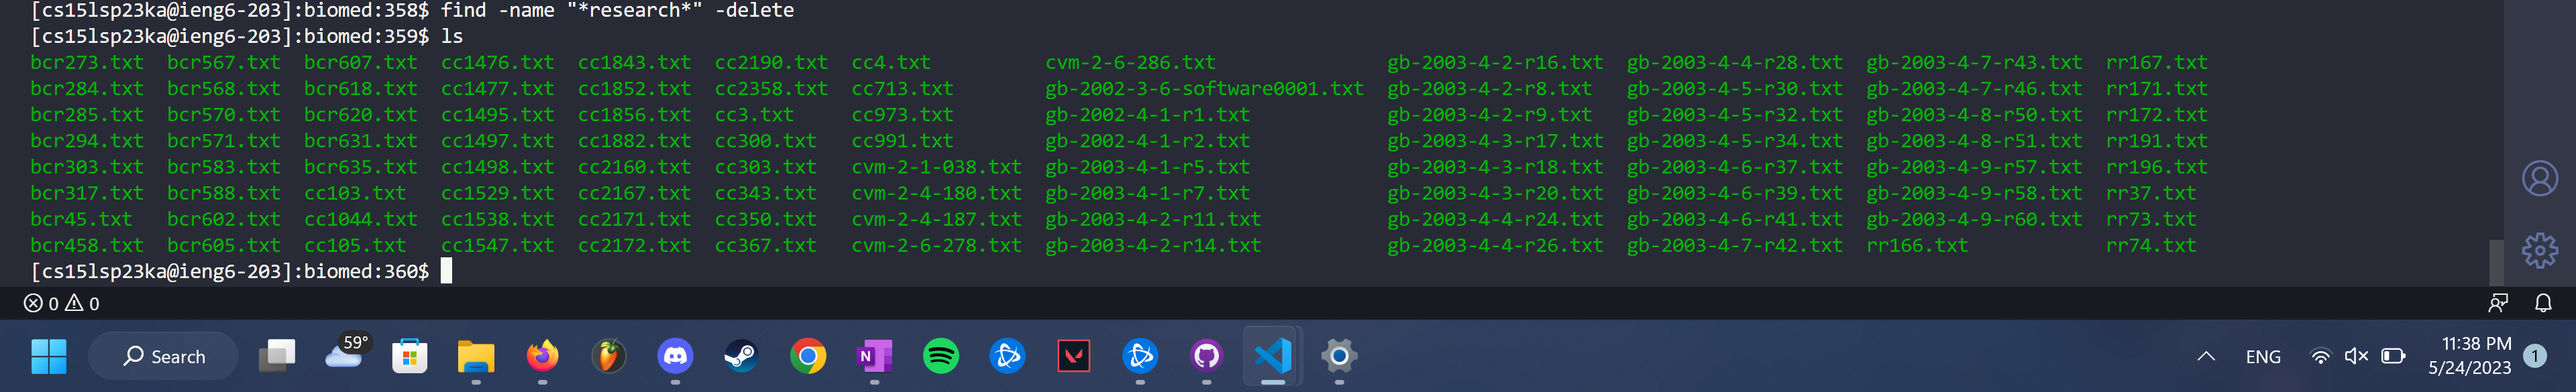 [cs15lsp23ka@ieng6-203]:biomed:358$ find -name "*research*" -delete
[cs15lsp23ka@ieng6-203]:biomed:359$ ls
bcr273.txt bcr567.txt bcr607.txt cc1476.txt cc1843.txt cc2190.txt cc4.txt cvm-2-6-286.txt gb-2003-4-2-r16.txt gb-2003-4-4-r28.txt gb-2003-4-7-r43.txt rr167.txt
bcr284.txt bcr568.txt bcr618.txt cc1477.txt cc1852.txt cc2358.txt cc713.txt gb-2002-3-6-software0001.txt gb-2003-4-2-r8.txt gb-2003-4-5-r30.txt gb-2003-4-7-r46.txt rr171.txt
bcr285.txt bcr570.txt bcr620.txt cc1495.txt cc1856.txt cc3.txt cc973.txt gb-2002-4-1-r1.txt gb-2003-4-2-r9.txt gb-2003-4-5-r32.txt gb-2003-4-8-r50.txt rr172.txt
bcr294.txt bcr571.txt bcr631.txt cc1497.txt cc1882.txt cc300.txt cc991.txt gb-2002-4-1-r2.txt gb-2003-4-3-r17.txt gb-2003-4-5-r34.txt gb-2003-4-8-r51.txt rr191.txt
bcr303.txt bcr583.txt bcr635.txt cc1498.txt cc2160.txt cc303.txt cvm-2-1-038.txt gb-2003-4-1-r5.txt gb-2003-4-3-r18.txt gb-2003-4-6-r37.txt gb-2003-4-9-r57.txt rr196.txt
bcr317.txt bcr588.txt cc103.txt cc1529.txt cc2167.txt cc343.txt cvm-2-4-180.txt gb-2003-4-1-r7.txt gb-2003-4-3-r20.txt gb-2003-4-6-r39.txt gb-2003-4-9-r58.txt rr37.txt
bcr45.txt bcr602.txt cc1044.txt cc1538.txt cc2171.txt cc350.txt cvm-2-4-187.txt gb-2003-4-2-r11.txt gb-2003-4-4-r24.txt gb-2003-4-6-r41.txt gb-2003-4-9-r60.txt rr73.txt
bcr458.txt bcr605.txt cc105.txt cc1547.txt cc2172.txt cc367.txt cvm-2-6-278.txt gb-2003-4-2-r14.txt gb-2003-4-4-r26.txt gb-2003-4-7-r42.txt rr166.txt rr74.txt
[cs15lsp23ka@ieng6-203]:biomed:360$
0 0
Search 59° N ENG 11:38 PM 1
5/24/2023